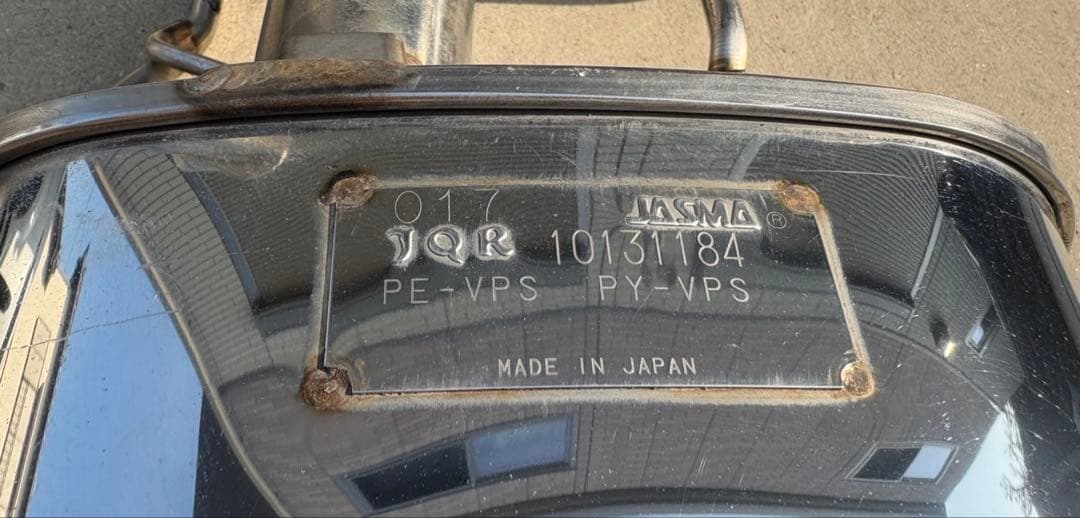 017 JASMA®
JQR 10131184
PE-VPS PY-VPS
MADE IN JAPAN